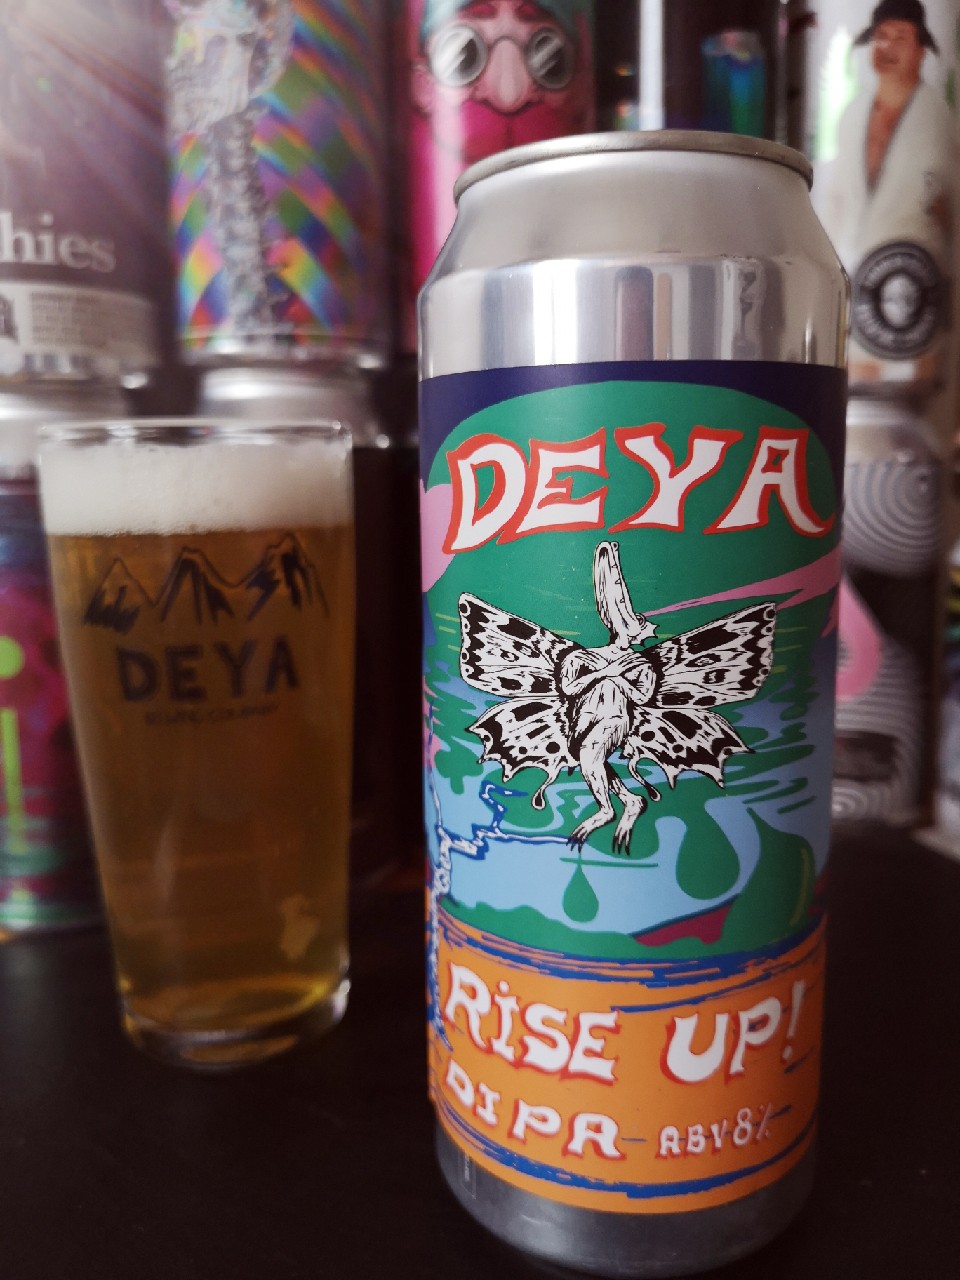 hies
DEYA
DEYA
RiSE UP!
DIPA ABV 8%